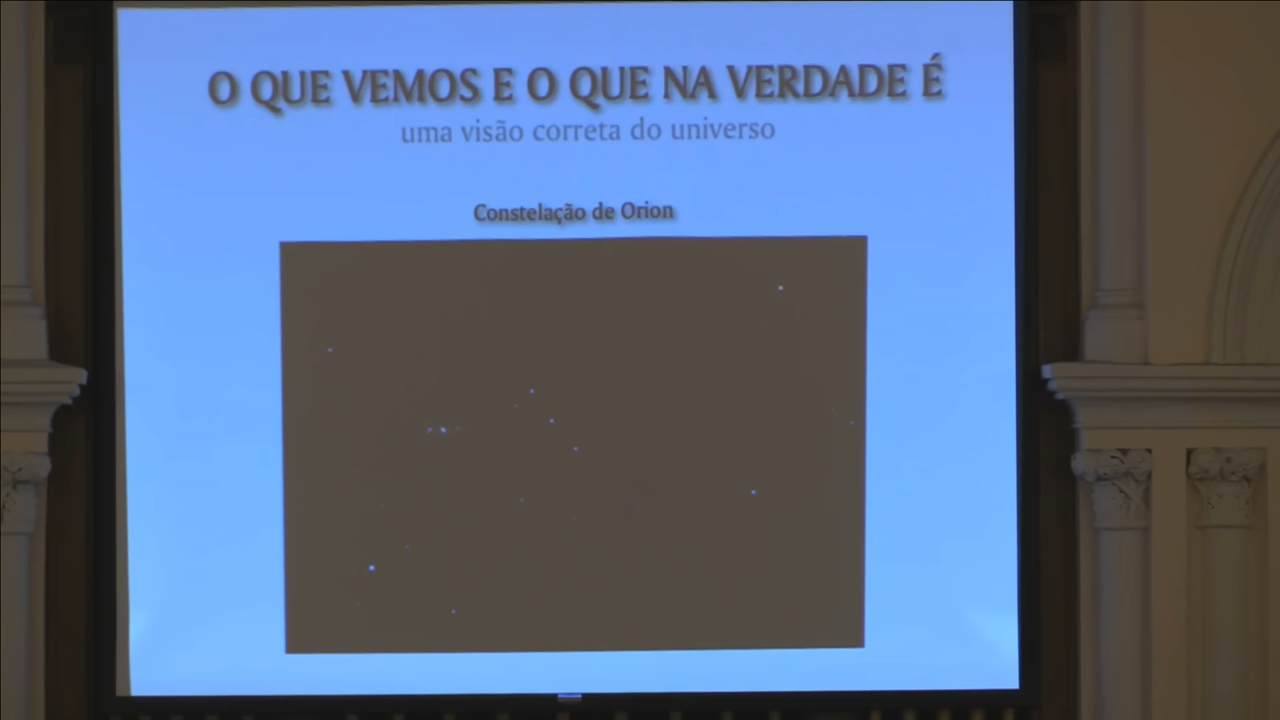 O QUE VEMOS E O QUE NA VERDADE É
uma visão correta do universo
Constelação de Orion